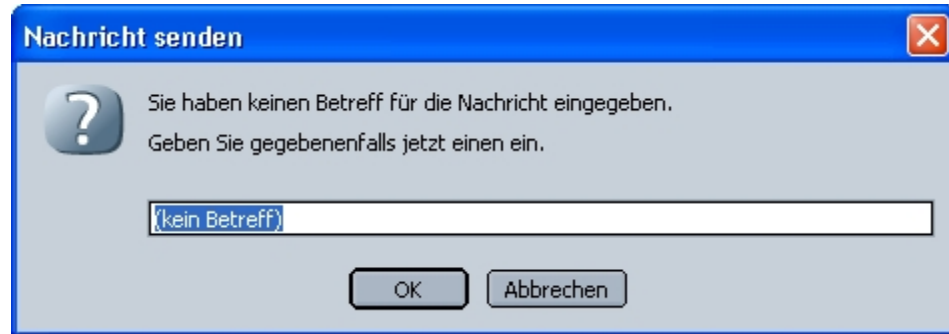 Nachricht senden
Sie haben keinen Betreff für die Nachricht eingegeben.
Geben Sie gegebenenfalls jetzt einen ein.
(kein Betreff)
OK Abbrechen